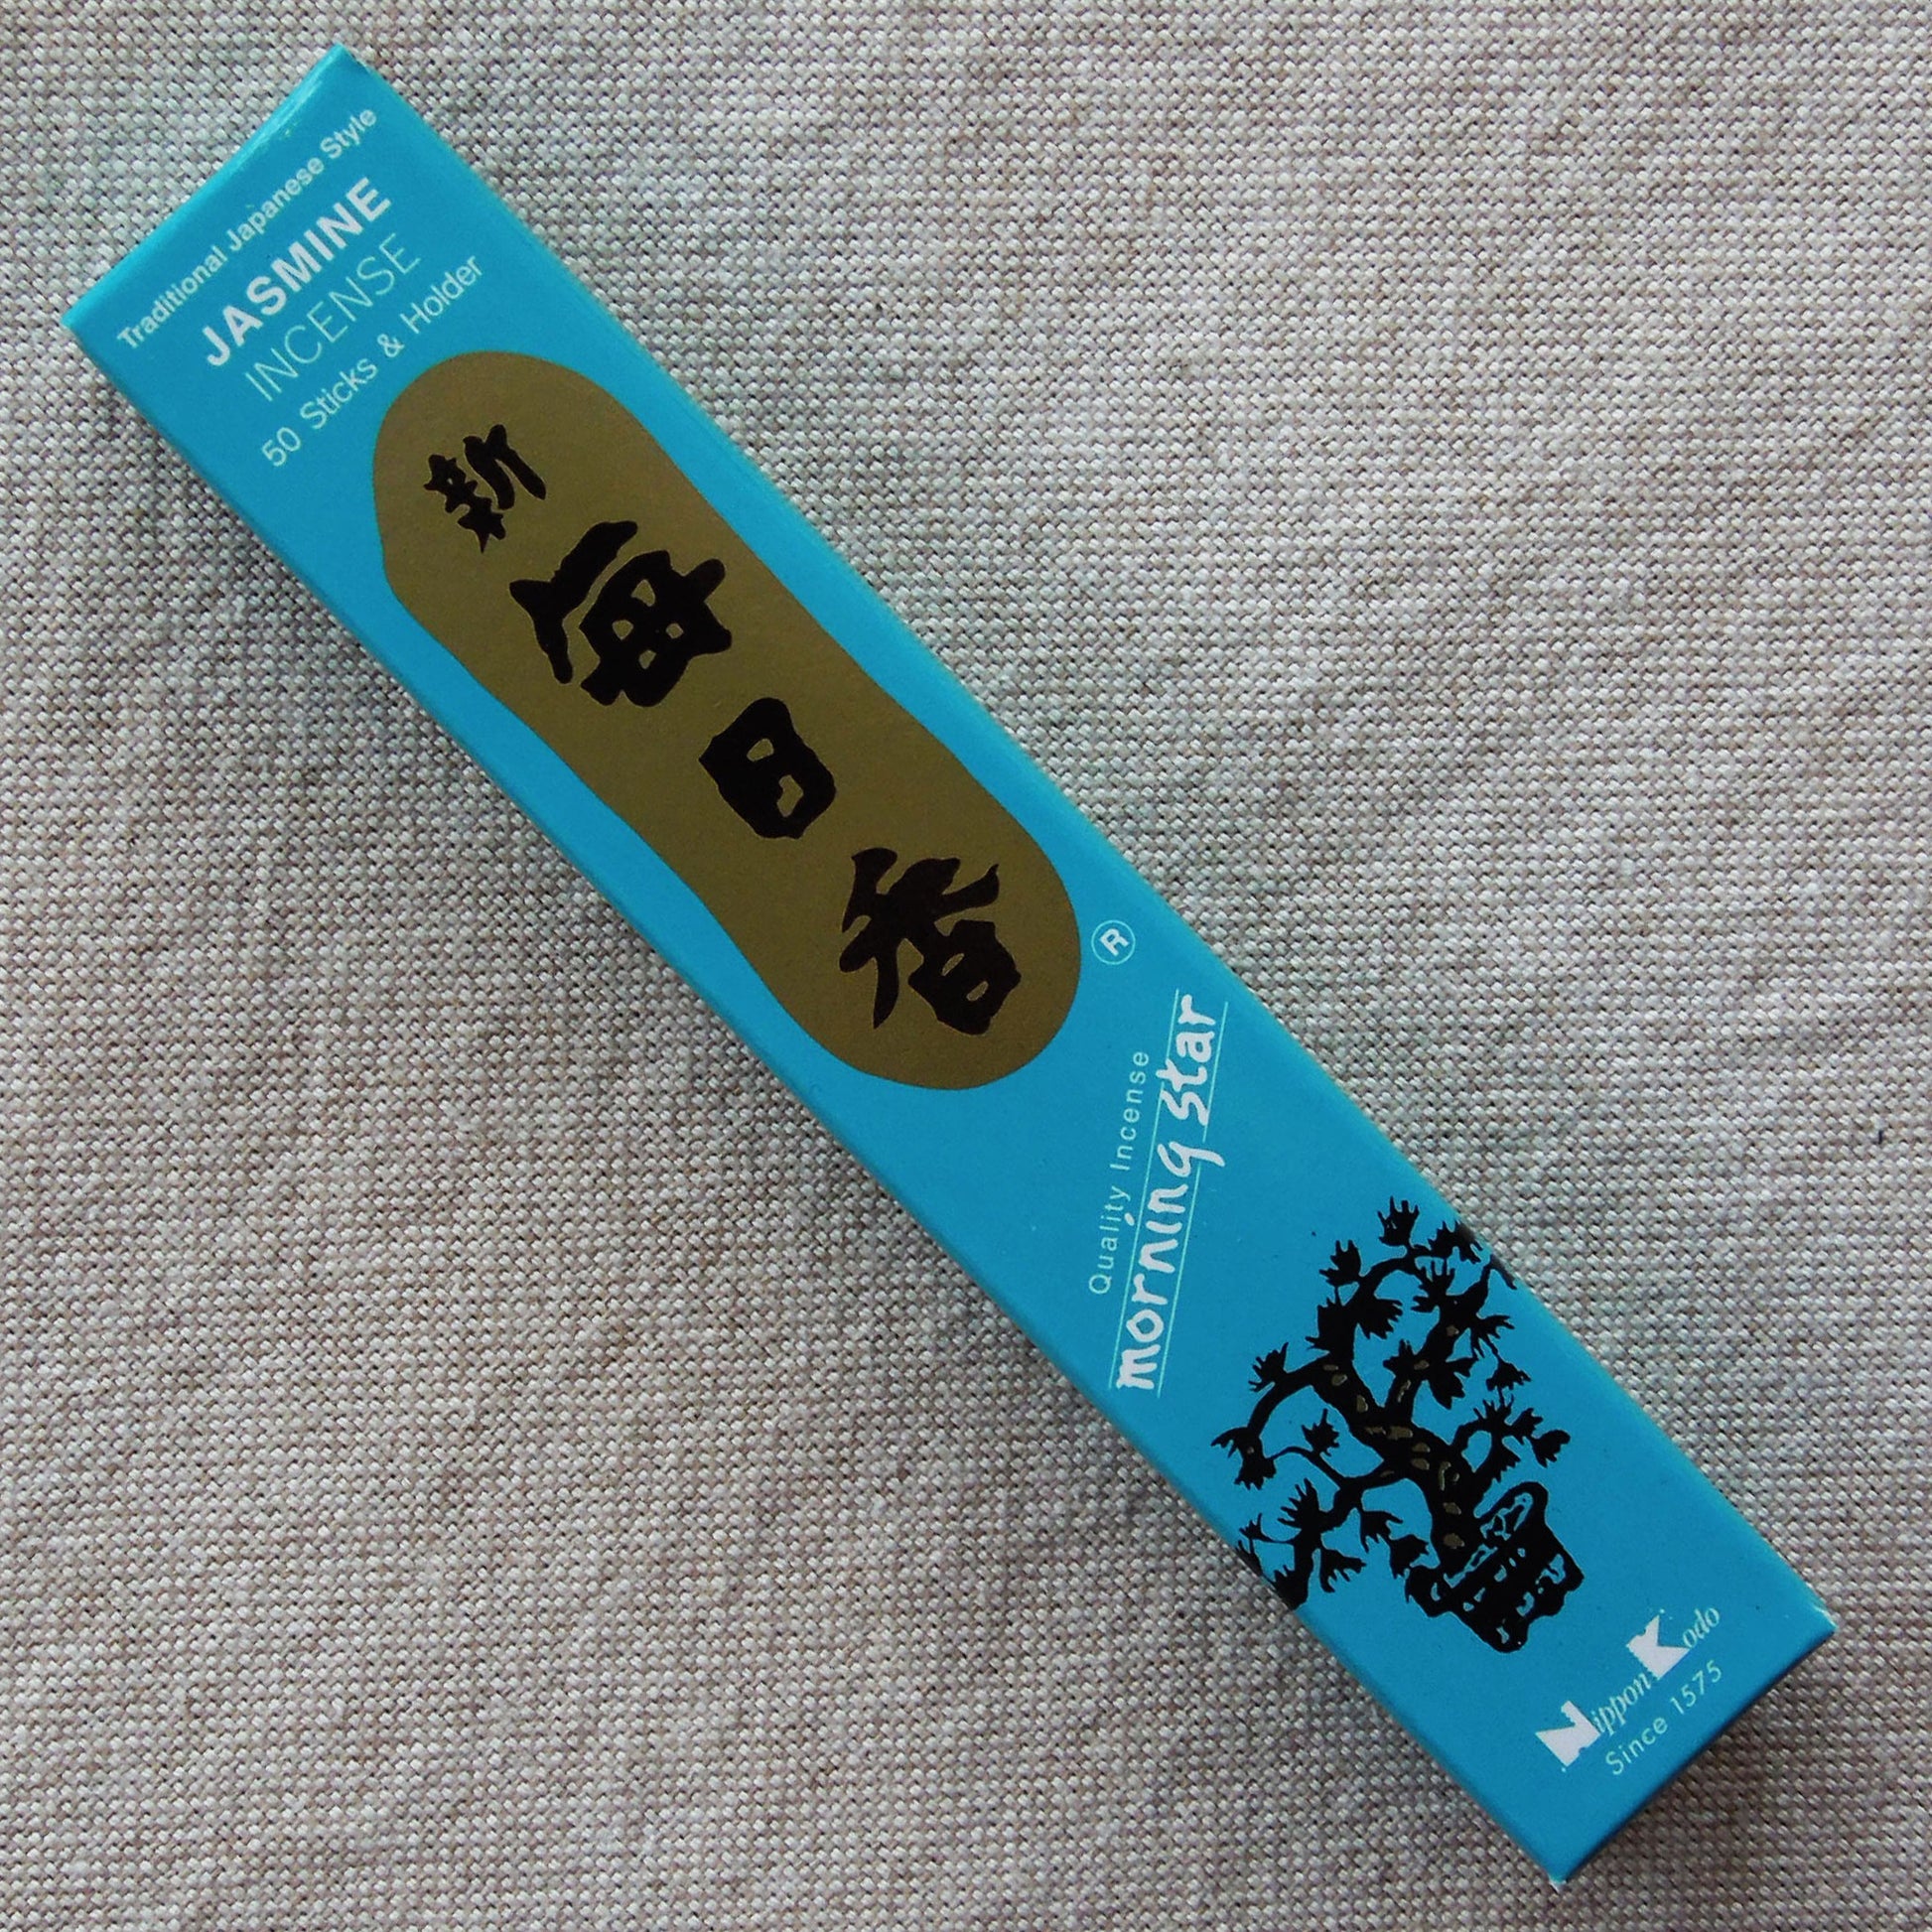 Traditional Japanese Style
JASMINE
INCENSE
50 Sticks & Holder
新
毎日香
®
Quality Incense
morning star
Nippon Kodo
Since 1575